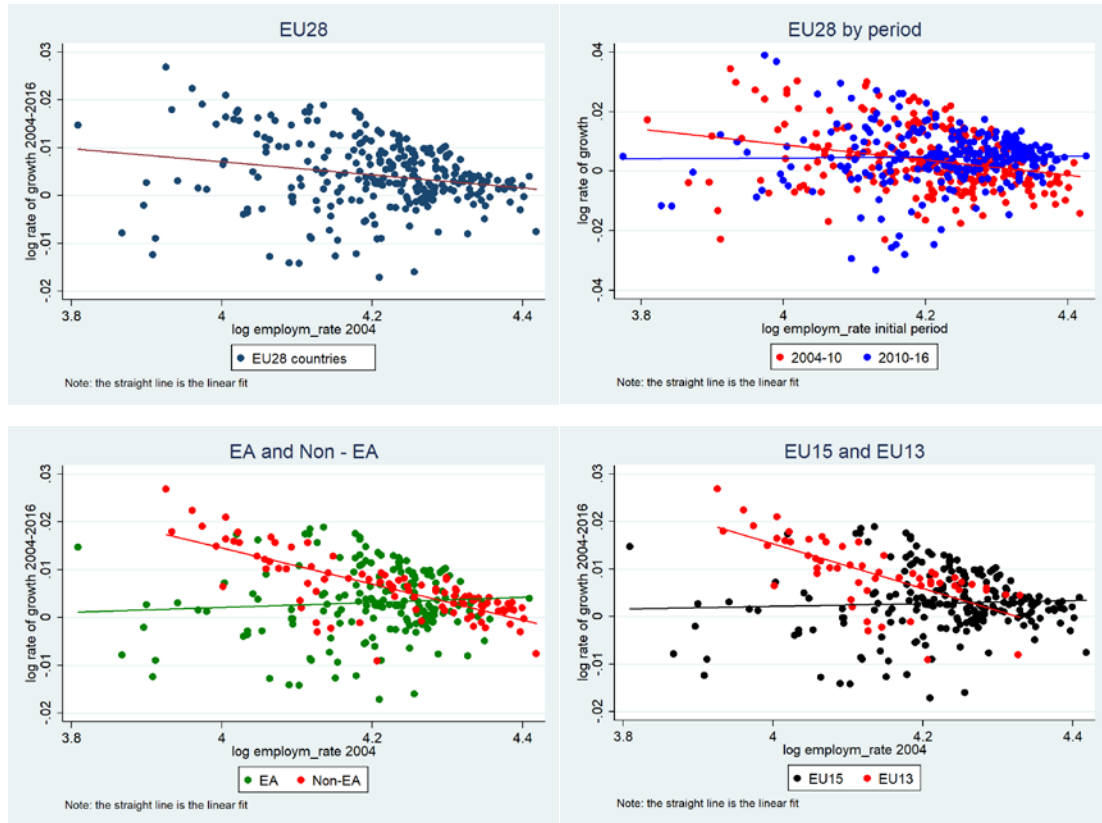 EU28
log rate of growth 2004-2016
.03
.02
.01
0
-.01
-.02
3.8 4 4.2 4.4
log employm_rate 2004
EU28 countries
Note: the straight line is the linear fit
EU28 by period
log rate of growth
.04
.02
0
-.02
-.04
3.8 4 4.2 4.4
log employm_rate initial period
2004-10 2010-16
Note: the straight line is the linear fit
EA and Non - EA
log rate of growth 2004-2016
.03
.02
.01
0
-.01
-.02
3.8 4 4.2 4.4
log employm_rate 2004
EA Non-EA
Note: the straight line is the linear fit
EU15 and EU13
log rate of growth 2004-2016
.03
.02
.01
0
-.01
-.02
3.8 4 4.2 4.4
log employm_rate 2004
EU15 EU13
Note: the straight line is the linear fit